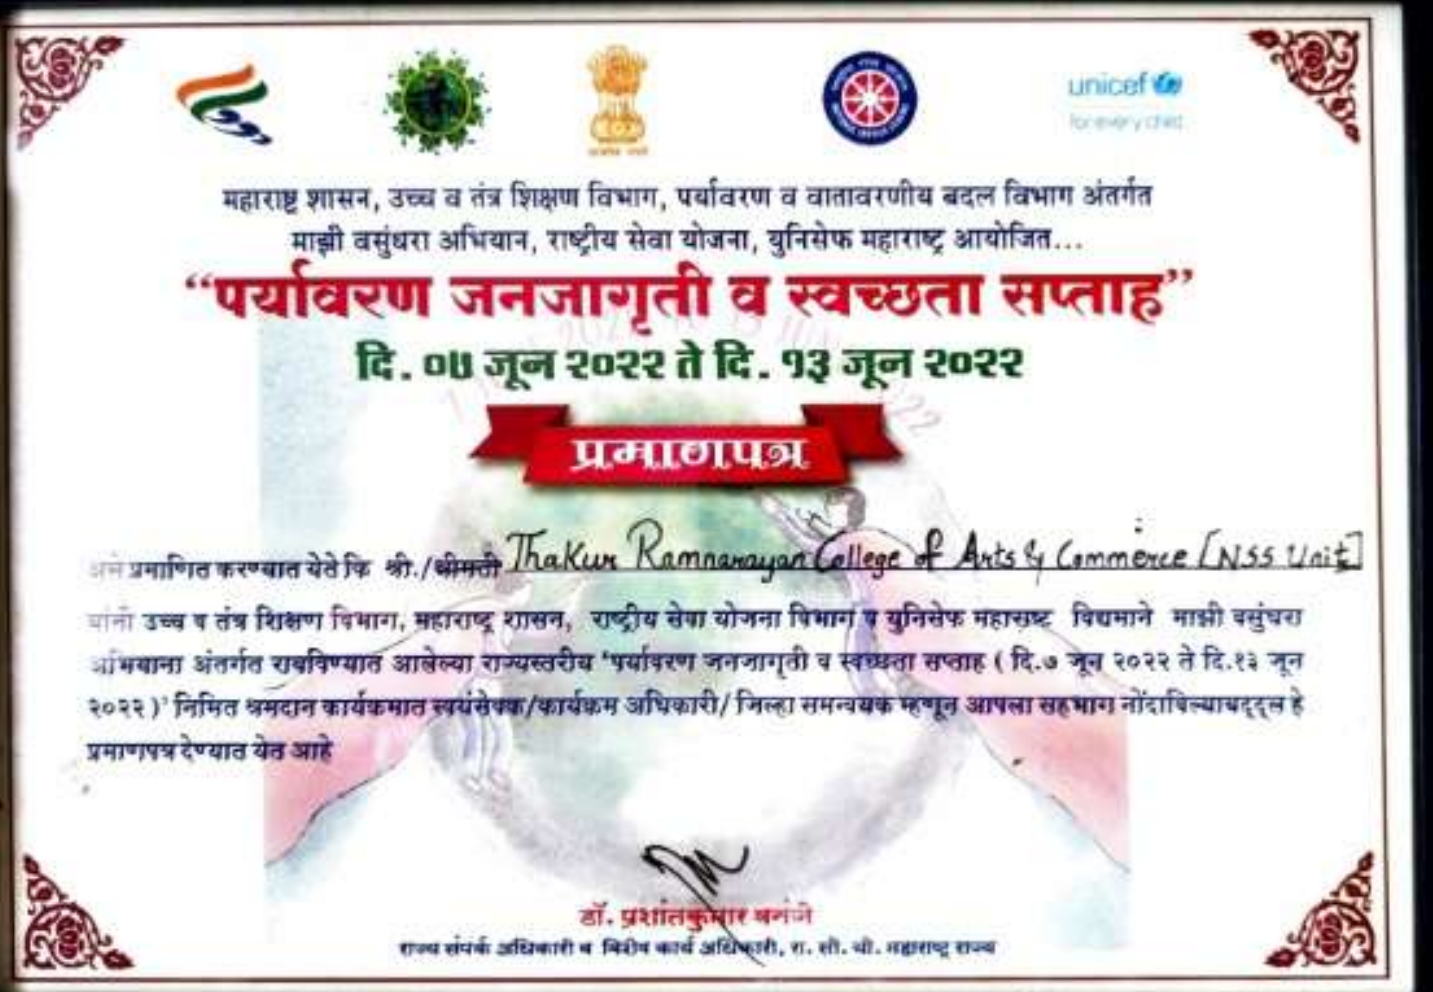 unicef
for every child
महाराष्ट्र शासन, उच्च व तंत्र शिक्षण विभाग, पर्यावरण व वातावरणीय बदल विभाग अंतर्गत
माझी वसुंधरा अभियान, राष्ट्रीय सेवा योजना, युनिसेफ महाराष्ट्र आयोजित...
“पर्यावरण जनजागृती व स्वच्छता सप्ताह”
दि. ०७ जून २०२२ ते दि. १३ जून २०२२
प्रमाणपत्र
असे प्रमाणित करण्यात येते कि श्री./श्रीमती Thakur Ramnarayan College of Arts & Commerce [NSS Unit]
यांनी उच्च व तंत्र शिक्षण विभाग, महाराष्ट्र शासन, राष्ट्रीय सेवा योजना विभाग व युनिसेफ महाराष्ट विद्यमाने माझी वसुंधरा
अभियाना अंतर्गत राबविण्यात आलेल्या राज्यस्तरीय 'पर्यावरण जनजागृती व स्वच्छता सप्ताह ( दि.७ जून २०२२ ते दि.१३ जून
२०२२ )' निमित श्रमदान कार्यक्रमात स्वयंसेवक/कार्यक्रम अधिकारी/ जिल्हा समन्वयक म्हणून आपला सहभाग नोंदाविल्याबद्दल हे
प्रमाणपत्र देण्यात येत आहे
डॉ. प्रशांतकुमार वनंजे
राज्य संपर्क अधिकारी व विशेष कार्य अधिकारी, रा. से. यो. महाराष्ट्र राज्य